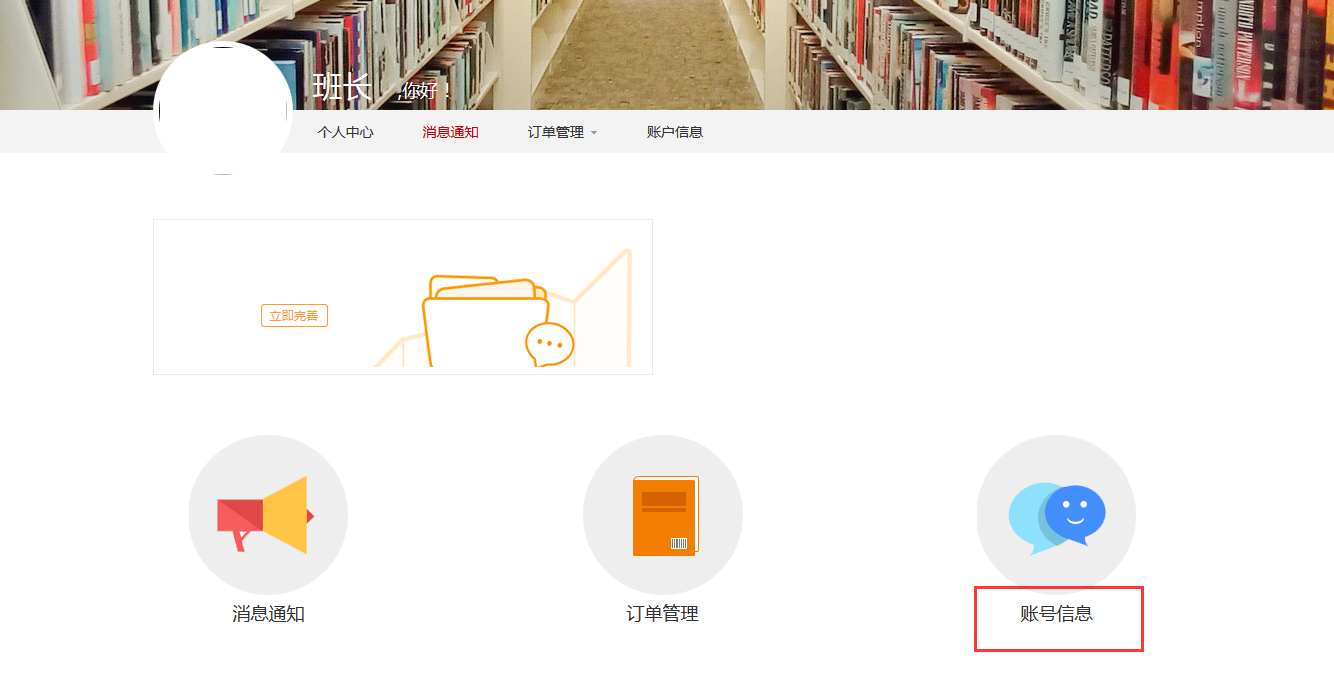 班长 ,你好！
个人中心 消息通知 订单管理 账户信息
立即完善
消息通知 订单管理 账号信息